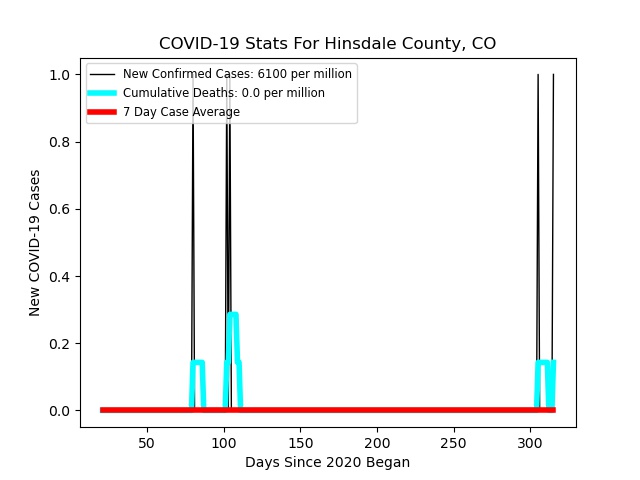 COVID-19 Stats For Hinsdale County, CO
New Confirmed Cases: 6100 per million
Cumulative Deaths: 0.0 per million
7 Day Case Average
1.0
0.8
0.6
0.4
0.2
0.0
New COVID-19 Cases
50 100 150 200 250 300
Days Since 2020 Began